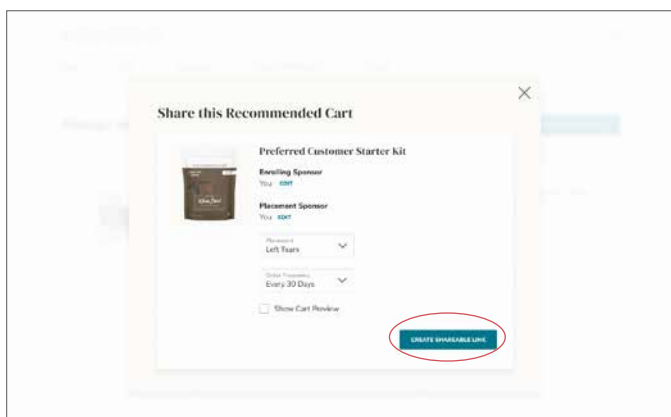 Share this Recommended Cart
Preferred Customer Starter Kit
Enrolling Sponsor
You EDIT
Placement Sponsor
You EDIT
Placement
Left Team
Order Frequency
Every 30 Days
Show Cart Preview
CREATE SHAREABLE LINK